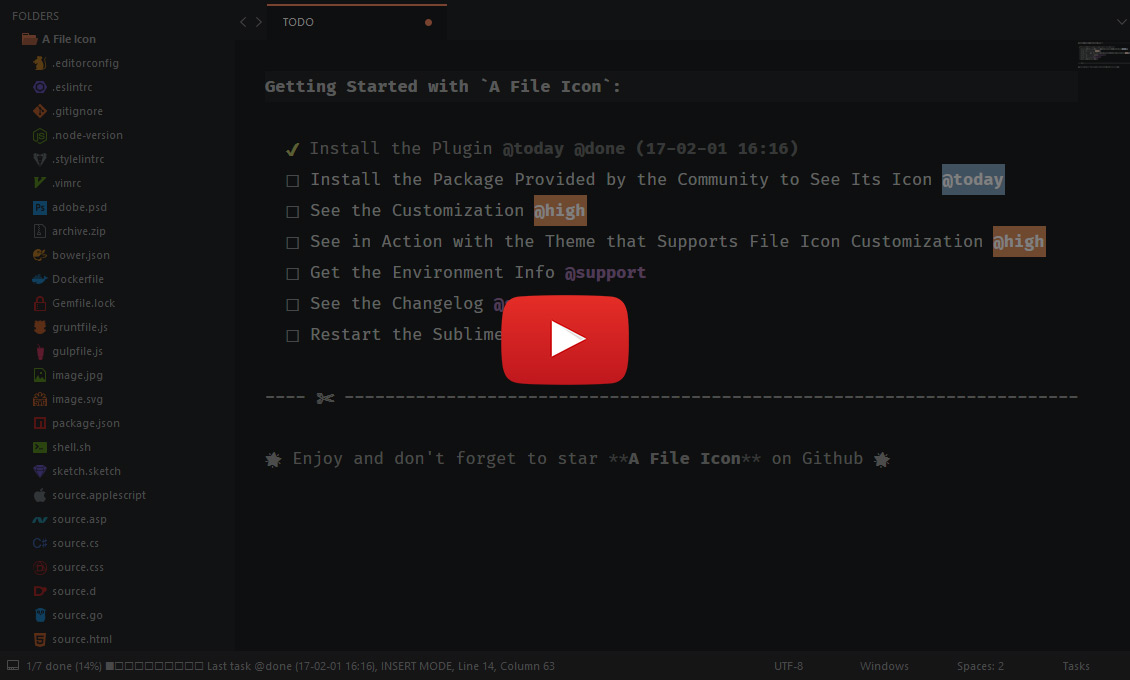 FOLDERS
A File Icon
.editorconfig
.eslintrc
.gitignore
.node-version
.stylelintrc
.vimrc
adobe.psd
archive.zip
bower.json
Dockerfile
Gemfile.lock
gruntfile.js
gulpfile.js
image.jpg
image.svg
package.json
shell.sh
sketch.sketch
source.applescript
source.asp
source.cs
source.css
source.d
source.go
source.html
TODO
Getting Started with `A File Icon`:
✔ Install the Plugin @today @done (17-02-01 16:16)
☐ Install the Package Provided by the Community to See Its Icon @today
☐ See the Customization @high
☐ See in Action with the Theme that Supports File Icon Customization @high
☐ Get the Environment Info @support
☐ See the Changelog
☐ Restart the Sublime
---- ✄ ------------------------------------------------------------------------
Enjoy and don't forget to star **A File Icon** on Github
1/7 done (14%) ■□□□□□□□□□ Last task @done (17-02-01 16:16), INSERT MODE, Line 14, Column 63
UTF-8 Windows Spaces: 2 Tasks